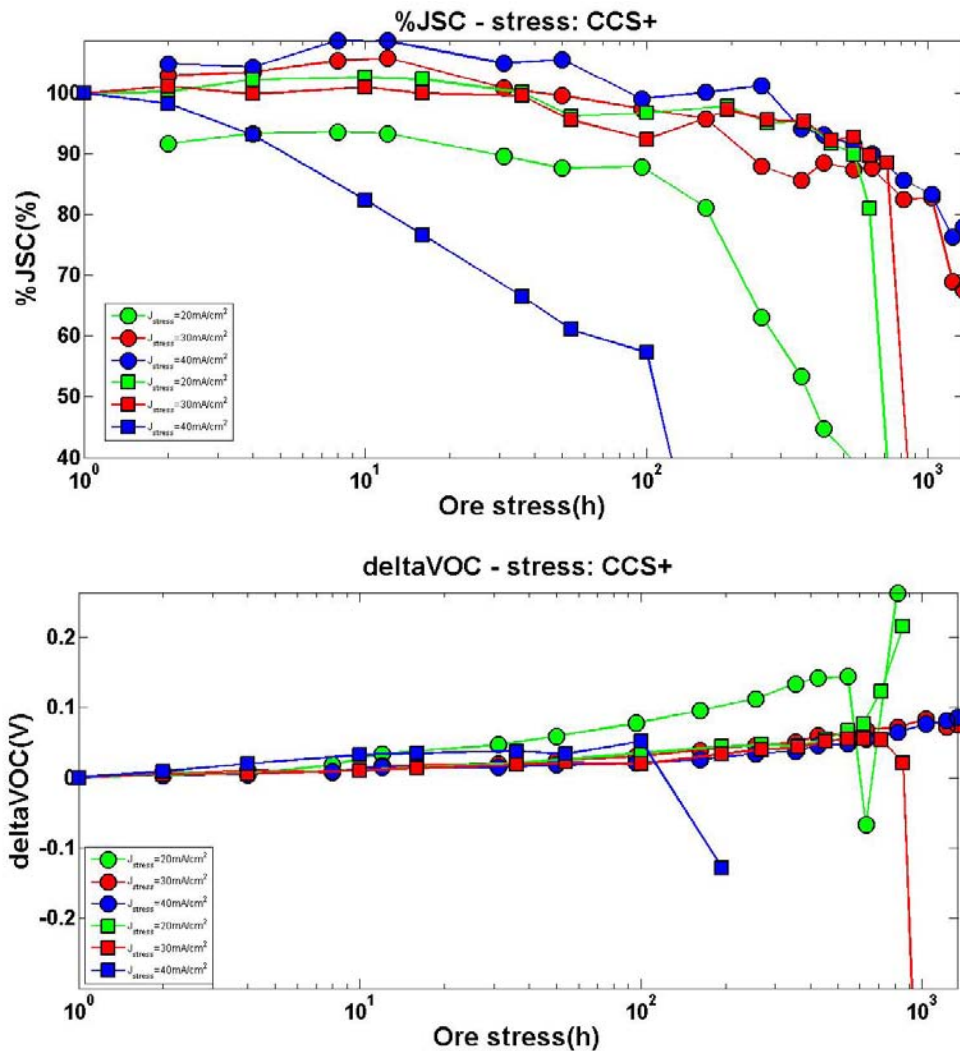 %JSC - stress: CCS+
%JSC(%)
100
90
80
70
60
50
40
J_stress=20mA/cm²
J_stress=30mA/cm²
J_stress=40mA/cm²
J_stress=20mA/cm²
J_stress=30mA/cm²
J_stress=40mA/cm²
10⁰ 10¹ 10² 10³
Ore stress(h)
deltaVOC - stress: CCS+
deltaVOC(V)
0.2
0.1
0
-0.1
-0.2
J_stress=20mA/cm²
J_stress=30mA/cm²
J_stress=40mA/cm²
J_stress=20mA/cm²
J_stress=30mA/cm²
J_stress=40mA/cm²
10⁰ 10¹ 10² 10³
Ore stress(h)